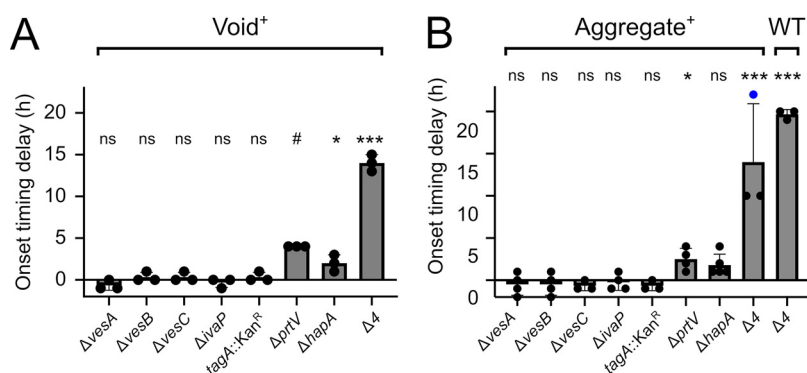 A
Void⁺
Onset timing delay (h)
20
15
10
5
0
ns ns ns ns ns # * ***
ΔvesA ΔvesB ΔvesC ΔivaP tagA::Kanᴿ ΔprtV ΔhapA Δ4
B
Aggregate⁺ WT
Onset timing delay (h)
20
15
10
5
0
0
ns ns ns ns ns * ns *** ***
ΔvesA ΔvesB ΔvesC ΔivaP tagA::Kanᴿ ΔprtV ΔhapA Δ4 Δ4